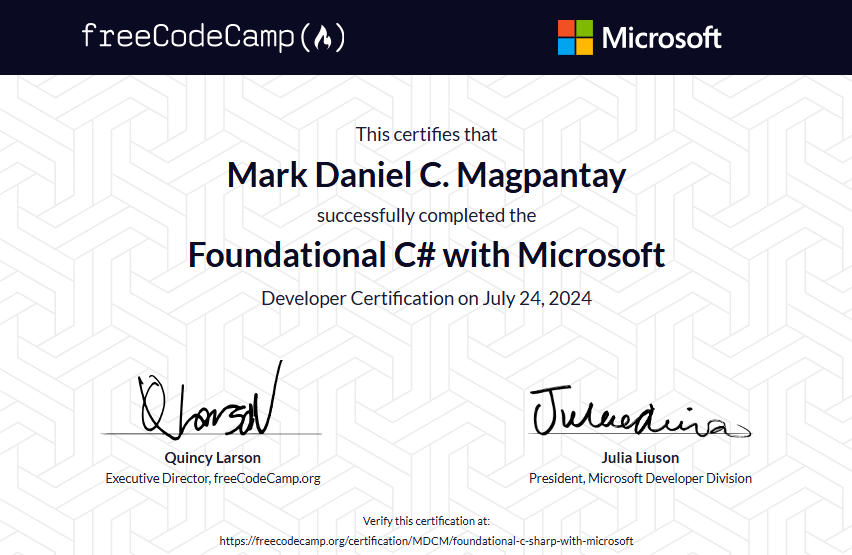 freeCodeCamp
Microsoft
This certifies that
Mark Daniel C. Magpantay
successfully completed the
Foundational C# with Microsoft
Developer Certification on July 24, 2024
Quincy Larson
Executive Director, freeCodeCamp.org
Julia Liuson
President, Microsoft Developer Division
Verify this certification at:
https://freecodecamp.org/certification/MDCM/foundational-c-sharp-with-microsoft